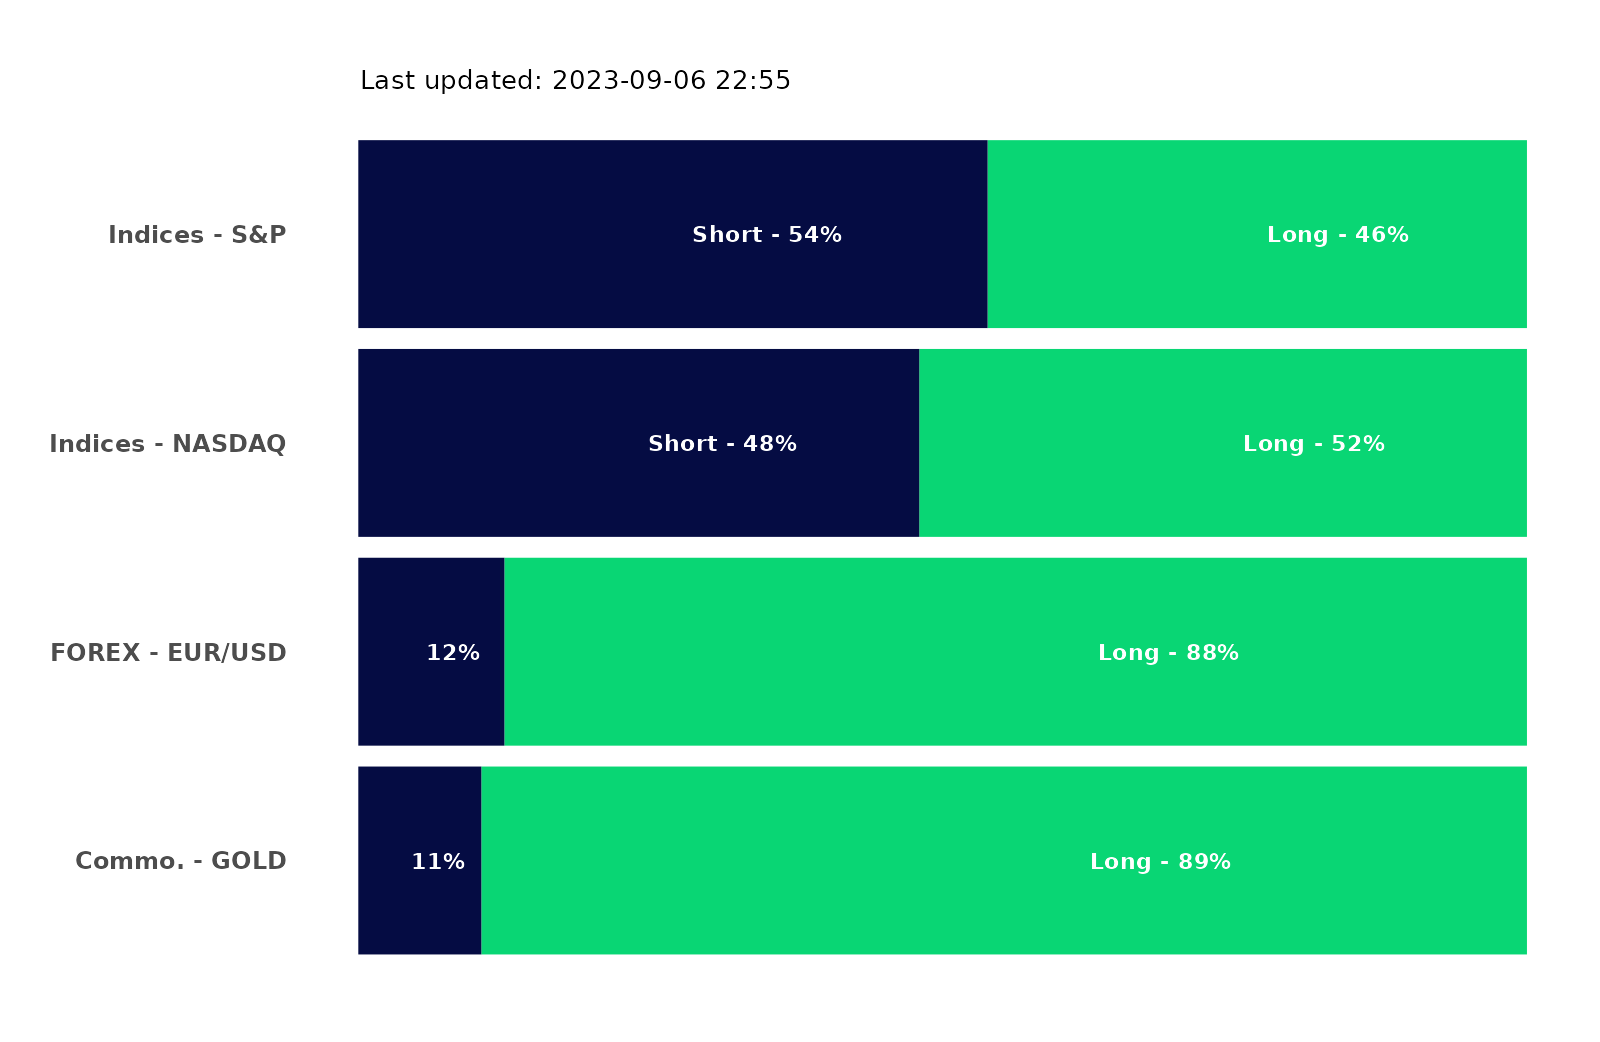 Last updated: 2023-09-06 22:55
Indices - S&P Short - 54% Long - 46%
Indices - NASDAQ Short - 48% Long - 52%
FOREX - EUR/USD 12% Long - 88%
Commo. - GOLD 11% Long - 89%